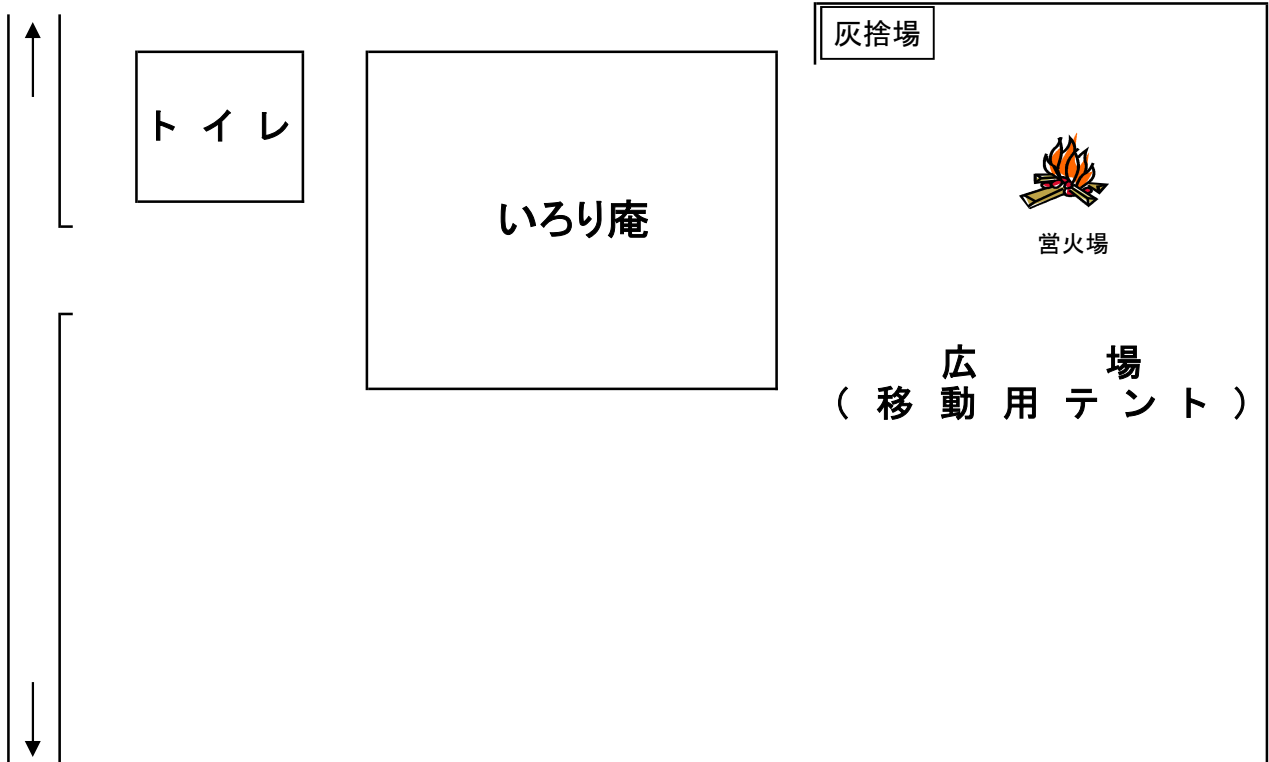 灰捨場
トイレ
いろり庵
営火場
広場
(移動用テント)